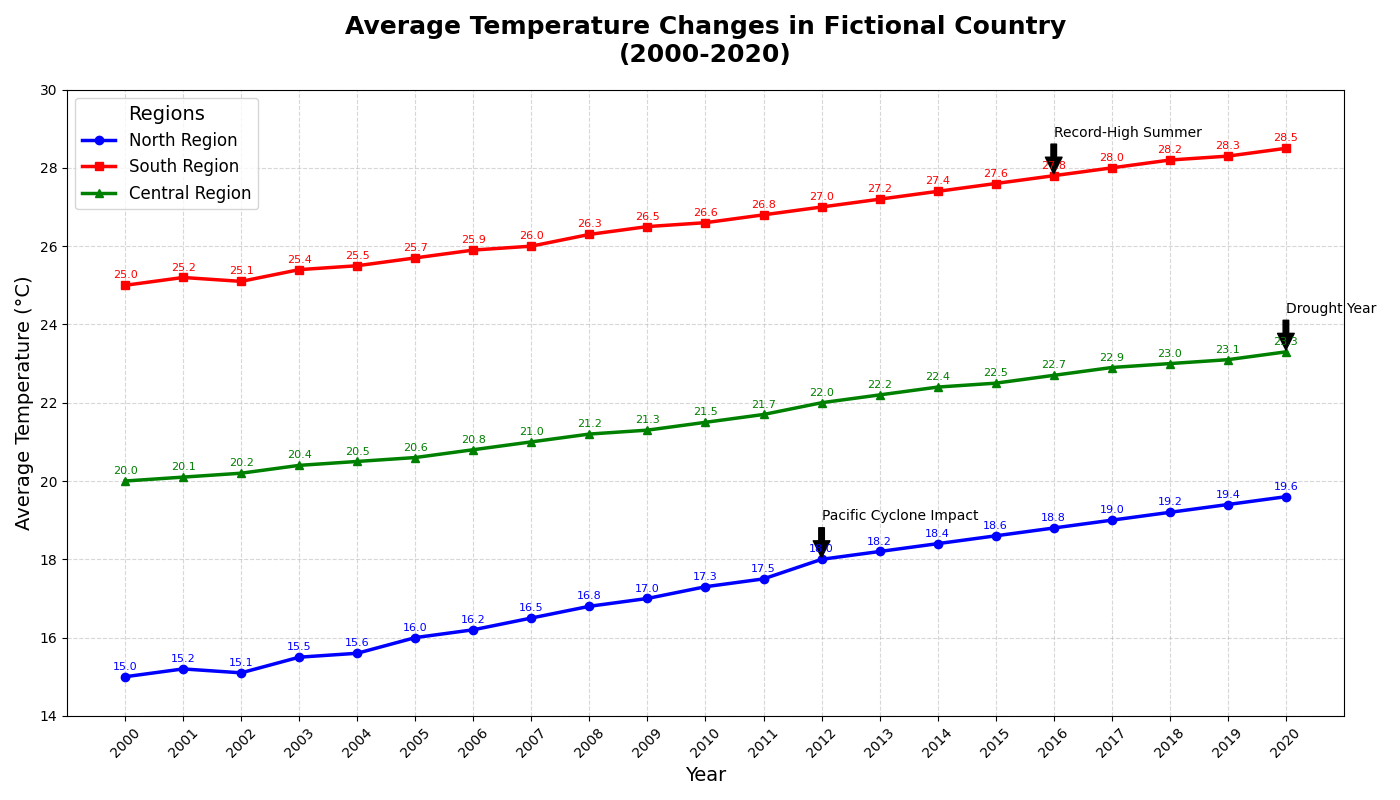 Average Temperature Changes in Fictional Country
(2000-2020)
Average Temperature (°C)
30
28
26
24
22
20
18
16
14
Regions
North Region
South Region
Central Region
Record-High Summer
Drought Year
Pacific Cyclone Impact
25.0 25.2 25.1 25.4 25.5 25.7 25.9 26.0 26.3 26.5 26.6 26.8 27.0 27.2 27.4 27.6 27.8 28.0 28.2 28.3 28.5
20.0 20.1 20.2 20.4 20.5 20.6 20.8 21.0 21.2 21.3 21.5 21.7 22.0 22.2 22.4 22.5 22.7 22.9 23.0 23.1 23.3
15.0 15.2 15.1 15.5 15.6 16.0 16.2 16.5 16.8 17.0 17.3 17.5 18.0 18.2 18.4 18.6 18.8 19.0 19.2 19.4 19.6
2000 2001 2002 2003 2004 2005 2006 2007 2008 2009 2010 2011 2012 2013 2014 2015 2016 2017 2018 2019 2020
Year